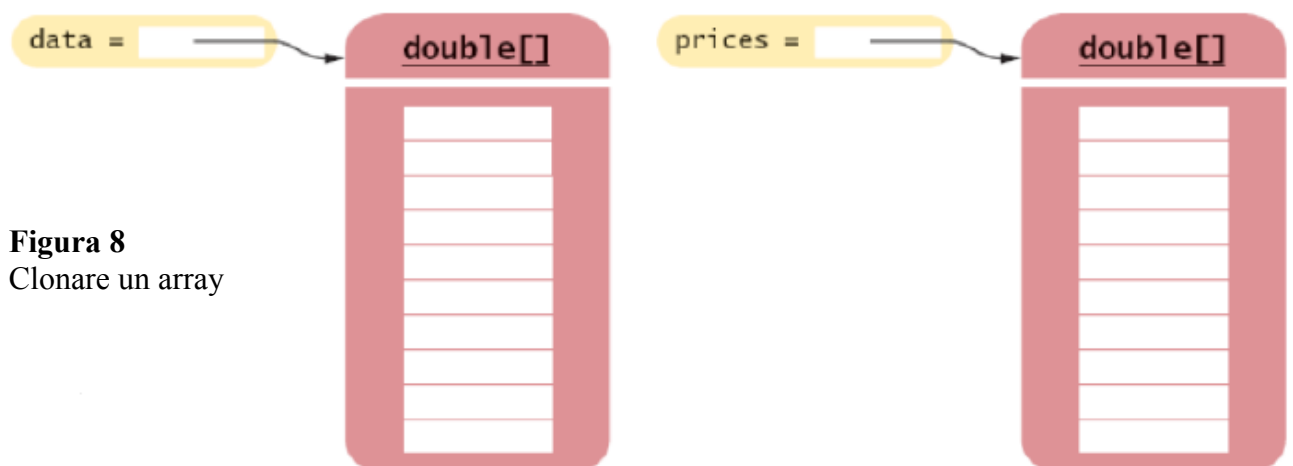 data =
double[]
prices =
double[]
Figura 8
Clonare un array